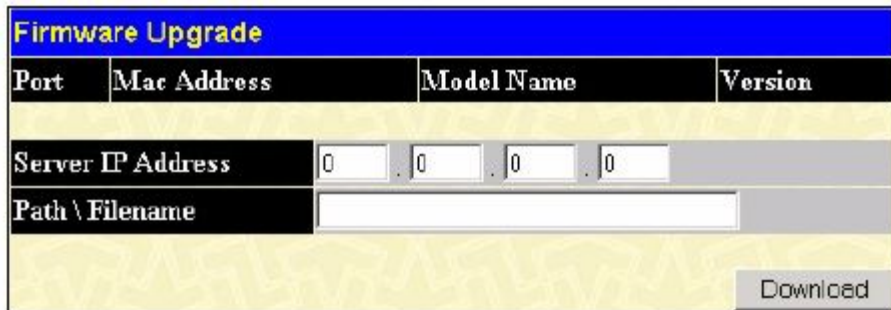 Firmware Upgrade
Port Mac Address Model Name Version
Server IP Address 0 . 0 . 0 . 0
Path \ Filename
Download